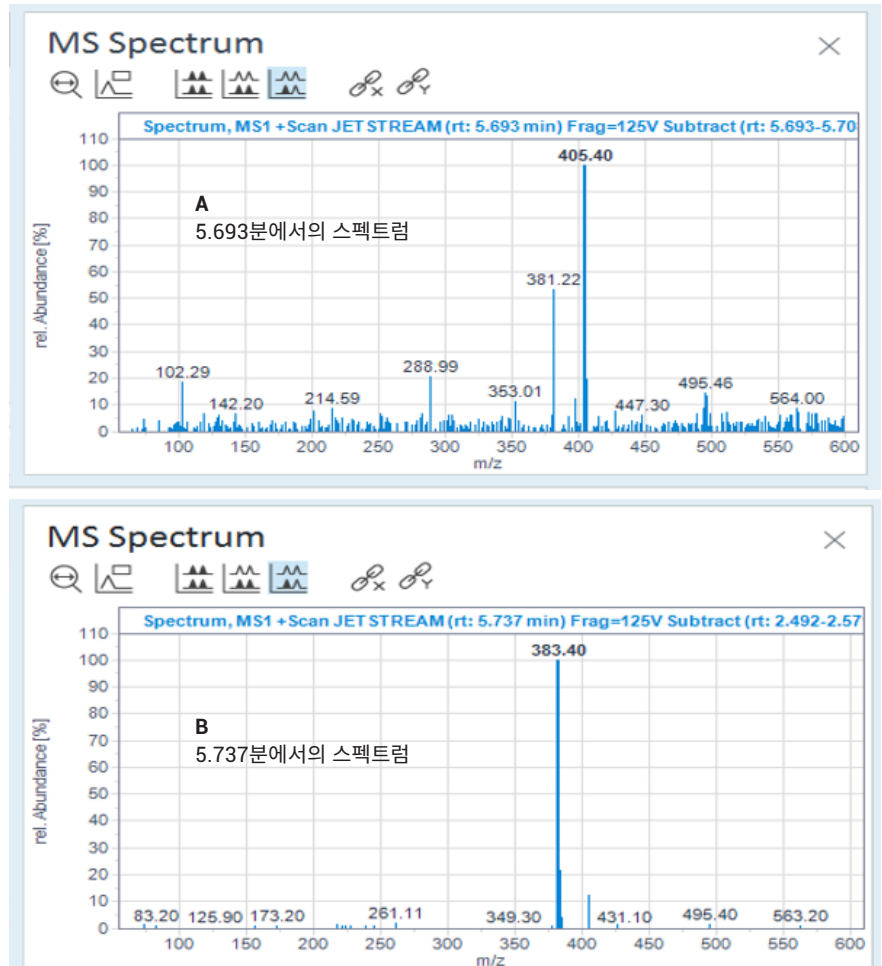 MS Spectrum
Spectrum, MS1 +Scan JET STREAM (rt: 5.693 min) Frag=125V Subtract (rt: 5.693-5.70
110
100
90
80
70
60
50
40
30
20
10
0
rel. Abundance [%]
A
5.693분에서의 스펙트럼
405.40
381.22
102.29
142.20
214.59
288.99
353.01
447.30
495.46
564.00
100 150 200 250 300 350 400 450 500 550 600
m/z
MS Spectrum
Spectrum, MS1 +Scan JET STREAM (rt: 5.737 min) Frag=125V Subtract (rt: 2.492-2.57
110
100
90
80
70
60
50
40
30
20
10
0
rel. Abundance [%]
B
5.737분에서의 스펙트럼
383.40
83.20 125.90 173.20 261.11 349.30 431.10 495.40 563.20
100 150 200 250 300 350 400 450 500 550 600
m/z